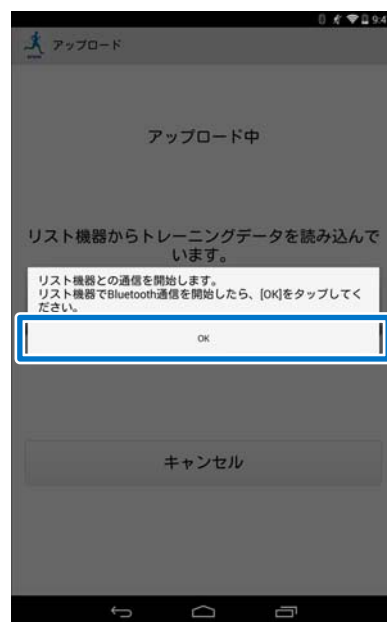 9:4
アップロード
アップロード中
リスト機器からトレーニングデータを読み込んで
います。
リスト機器との通信を開始します。
リスト機器でBluetooth通信を開始したら、[OK]をタップしてく
ださい。
OK
キャンセル